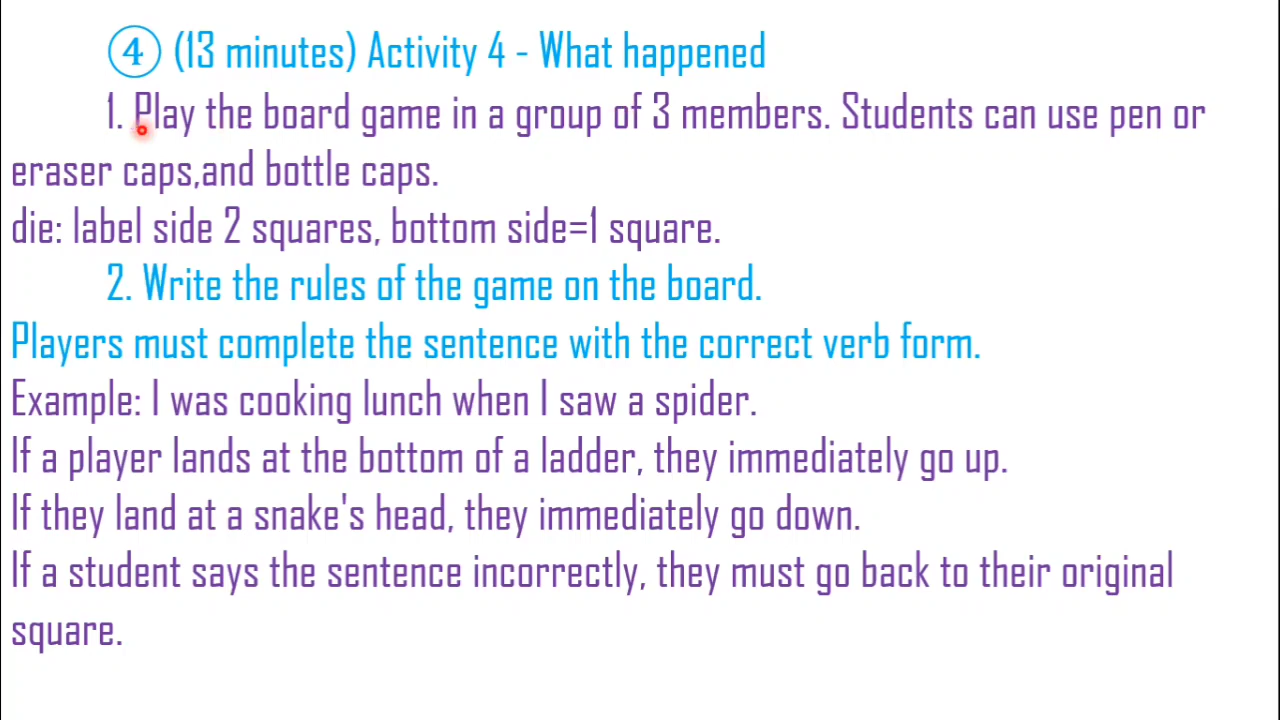 ④ (13 minutes) Activity 4 - What happened
1. Play the board game in a group of 3 members. Students can use pen or
eraser caps,and bottle caps.
die: label side 2 squares, bottom side=1 square.
2. Write the rules of the game on the board.
Players must complete the sentence with the correct verb form.
Example: I was cooking lunch when I saw a spider.
If a player lands at the bottom of a ladder, they immediately go up.
If they land at a snake's head, they immediately go down.
If a student says the sentence incorrectly, they must go back to their original
square.